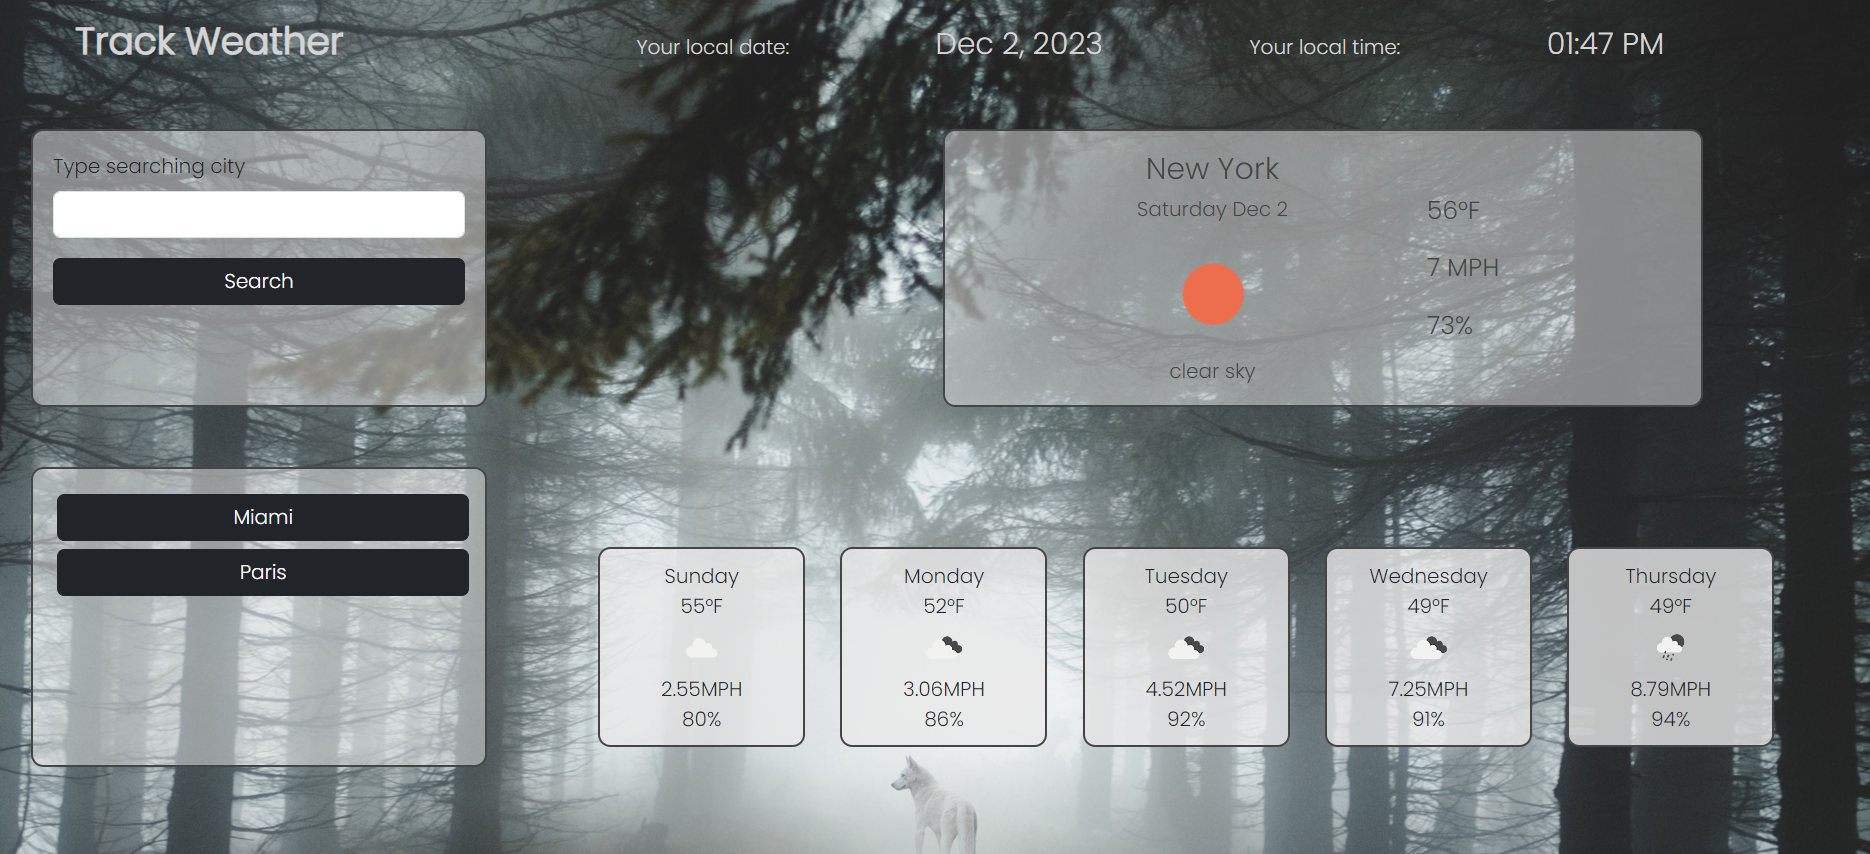 Track Weather
Your local date:
Dec 2, 2023
Your local time:
01:47 PM
Type searching city
Search
New York
Saturday Dec 2
56°F
7 MPH
73%
clear sky
Miami
Paris
Sunday
55°F
2.55MPH
80%
Monday
52°F
3.06MPH
86%
Tuesday
50°F
4.52MPH
92%
Wednesday
49°F
7.25MPH
91%
Thursday
49°F
8.79MPH
94%